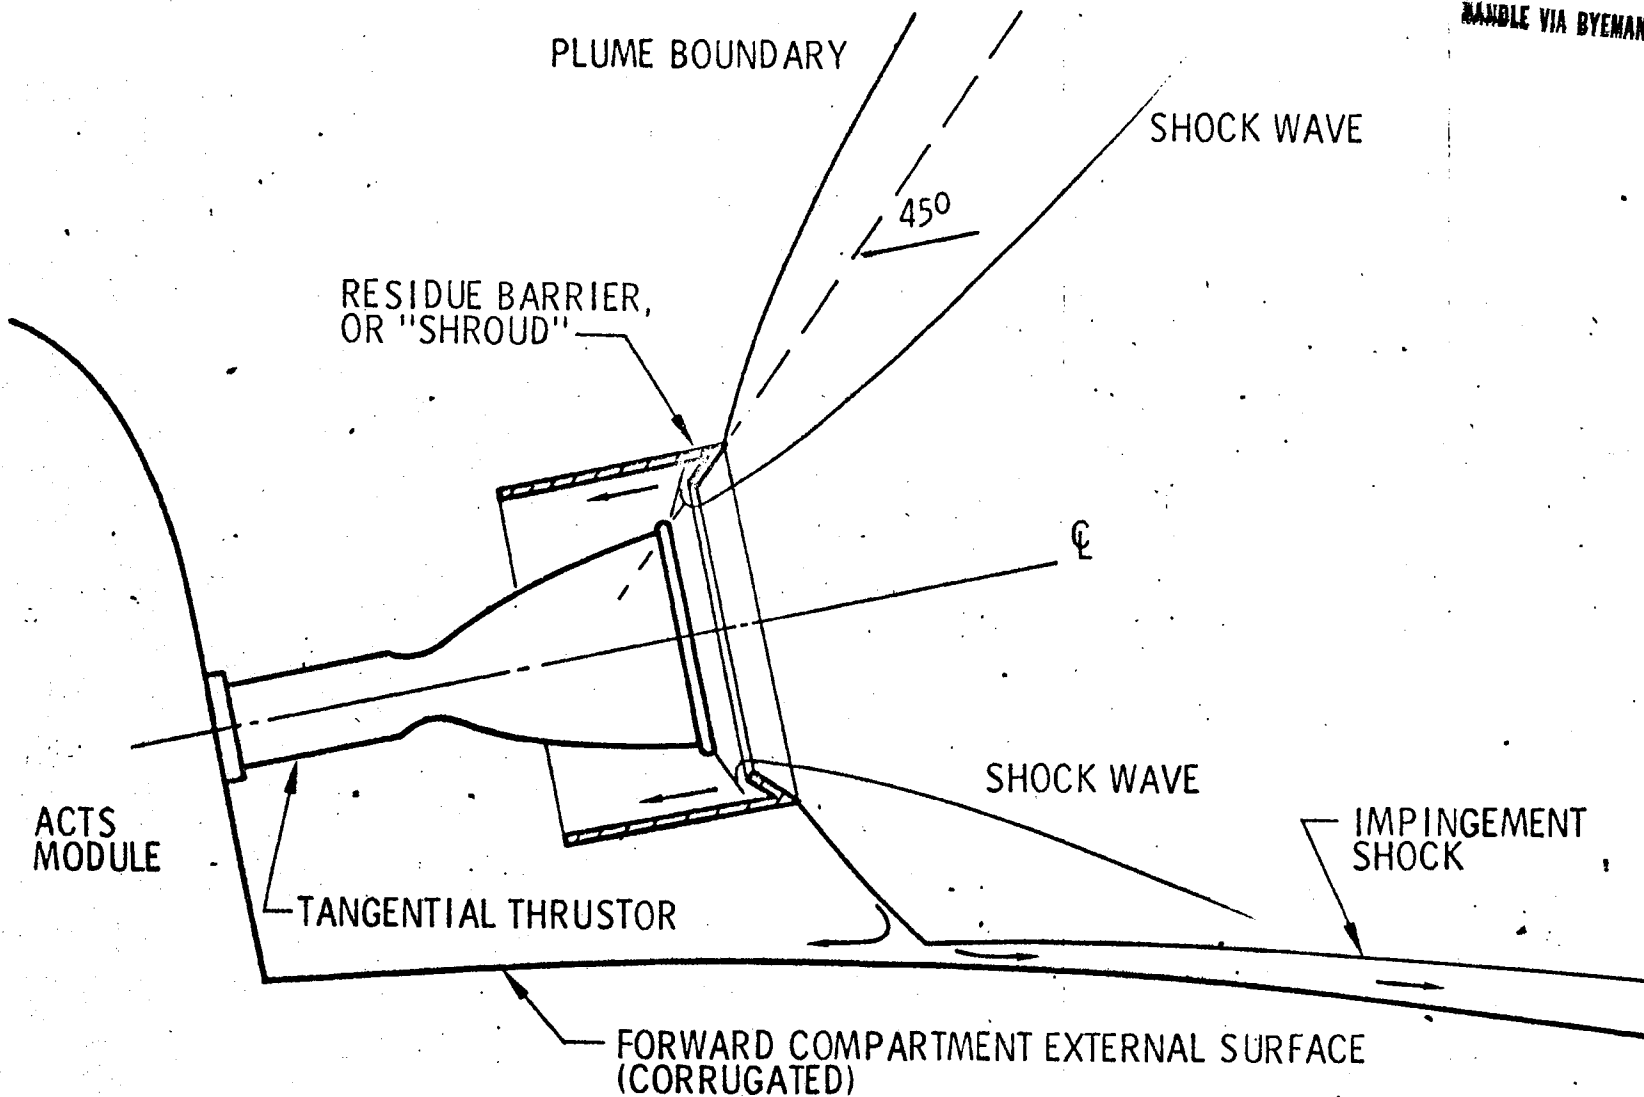 HANDLE VIA BYEMAN
PLUME BOUNDARY
SHOCK WAVE
45⁰
RESIDUE BARRIER,
OR "SHROUD"
℄
SHOCK WAVE
IMPINGEMENT
SHOCK
ACTS
MODULE
TANGENTIAL THRUSTOR
FORWARD COMPARTMENT EXTERNAL SURFACE
(CORRUGATED)